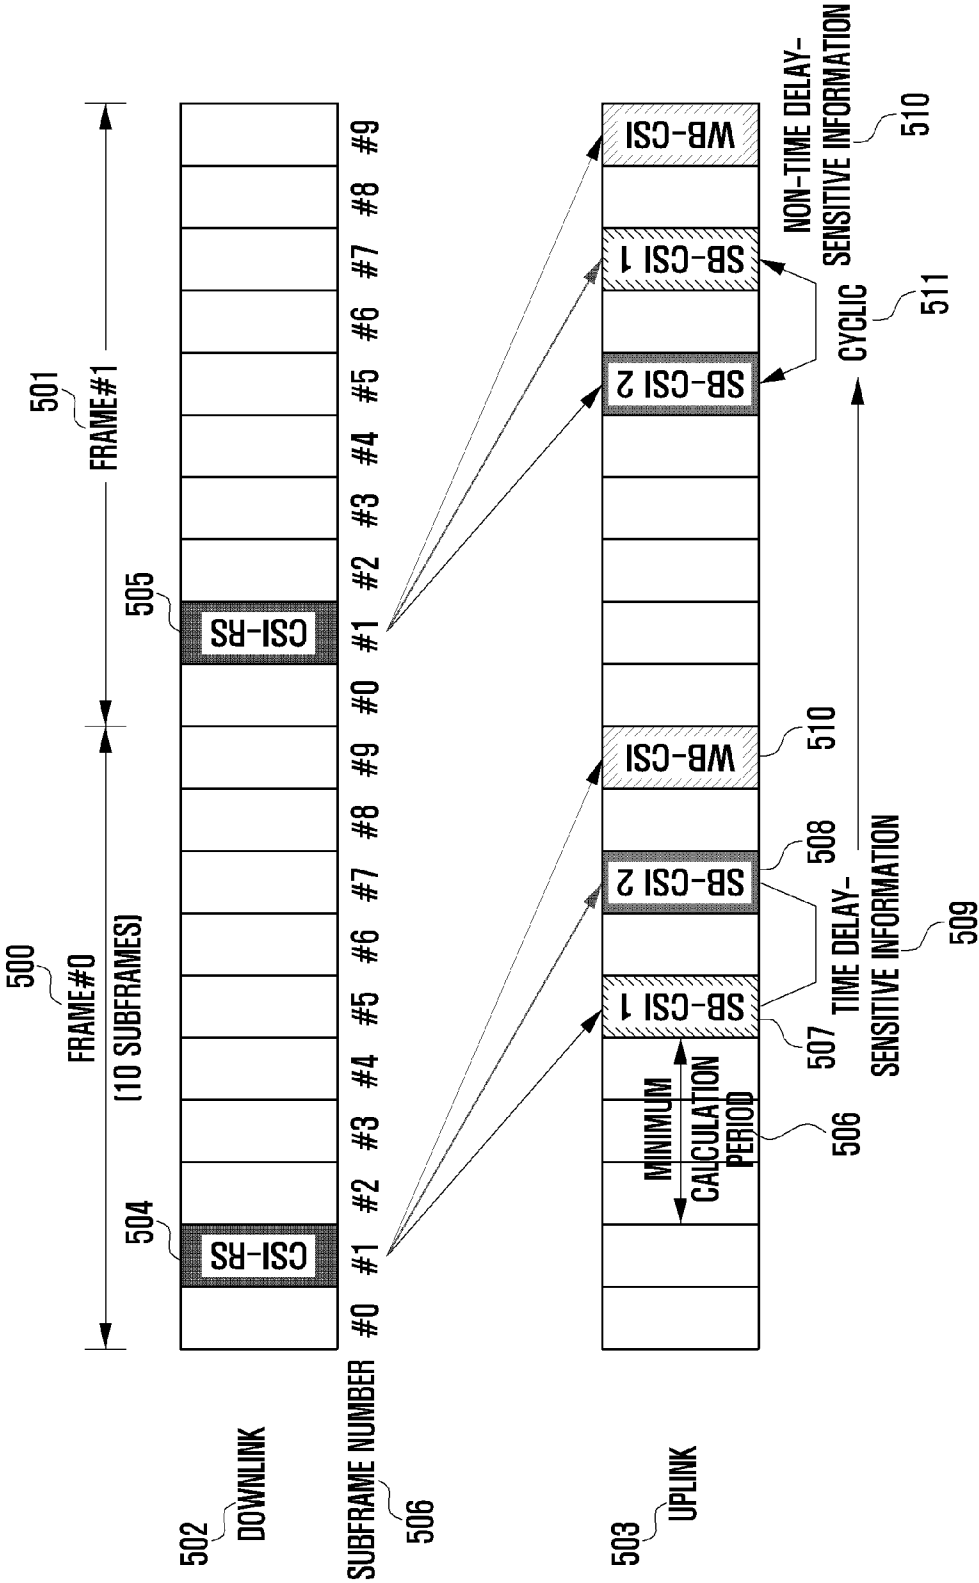 500
FRAME#0
(10 SUBFRAMES)
501
FRAME#1
504
505
502
DOWNLINK
CSI-RS
CSI-RS
SUBFRAME NUMBER
506
#0 #1 #2 #3 #4 #5 #6 #7 #8 #9 #0 #1 #2 #3 #4 #5 #6 #7 #8 #9
503
UPLINK
MINIMUM
CALCULATION
PERIOD
506
SB-CSI 1
SB-CSI 2
WB-CSI
SB-CSI 2
SB-CSI 1
WB-CSI
507
508
510
TIME DELAY-
SENSITIVE INFORMATION
509
CYCLIC
511
NON-TIME DELAY-
SENSITIVE INFORMATION
510